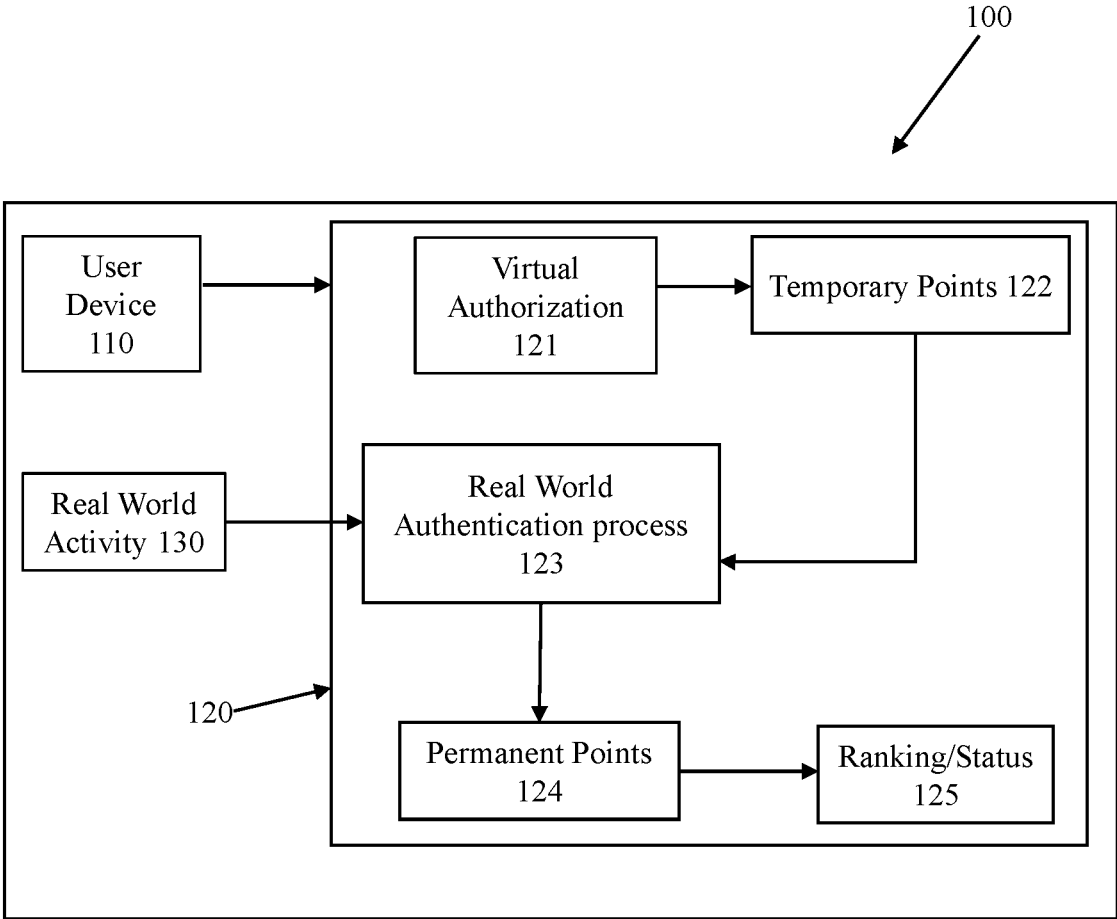 100
User
Device
110
Virtual
Authorization
121
Temporary Points 122
Real World
Activity 130
Real World
Authentication process
123
120
Permanent Points
124
Ranking/Status
125